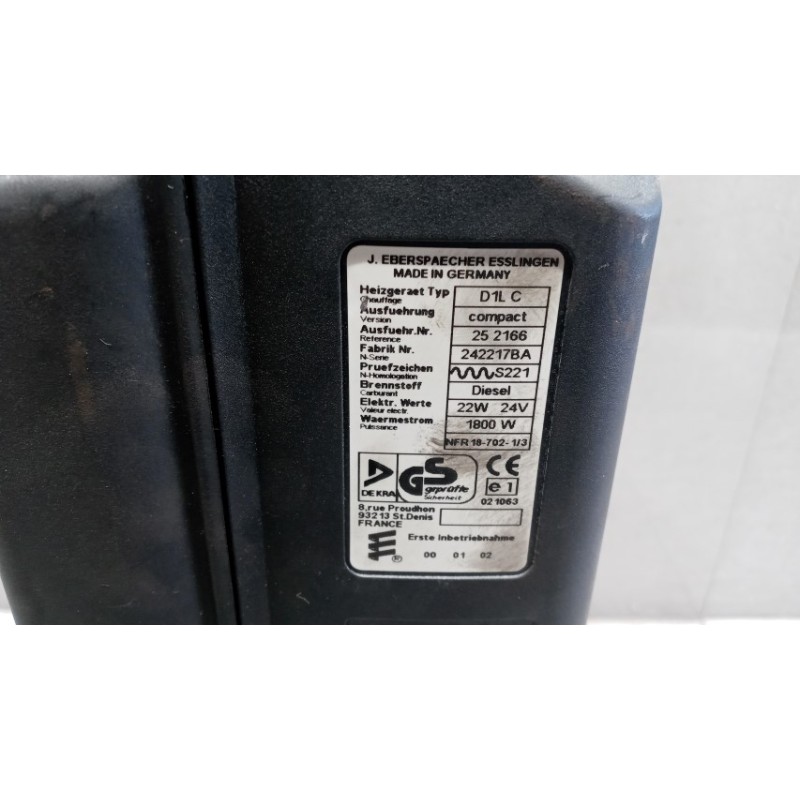 J. EBERSPAECHER ESSLINGEN
MADE IN GERMANY
Heizgeraet Typ D1L C
Chauffage
Ausfuehrung compact
Version
Ausfuehr.Nr. 25 2166
Reference
Fabrik Nr. 242217BA
N-Serie
Pruefzeichen S221
N-Homologation
Brennstoff Diesel
Carburant
Elektr. Werte 22W 24V
Valeur electr.
Waermestrom 1800 W
Puissance
NFR 18-702-1/3
DEKRA
GS
geprüfte
Sicherheit
CE
e 1
021063
8,rue Proudhon
93213 St.Denis
FRANCE
Erste Inbetriebnahme
® 00 01 02